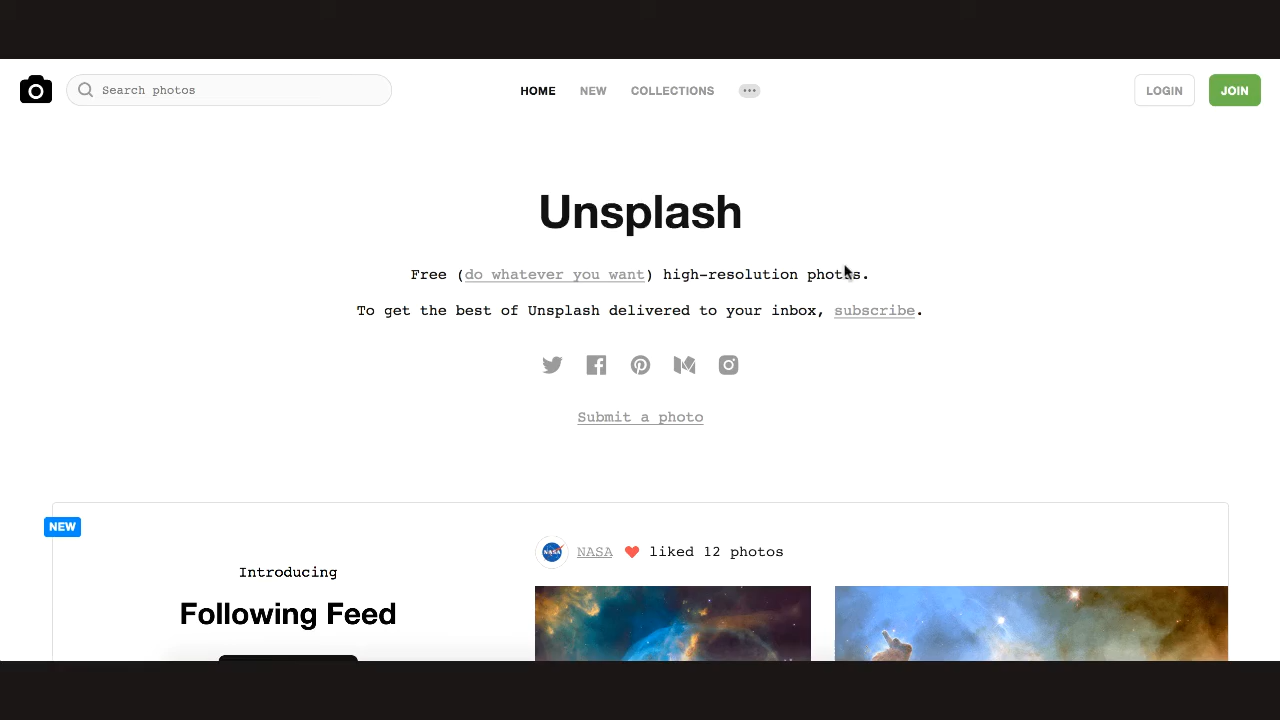 Search photos
HOME NEW COLLECTIONS
LOGIN JOIN
Unsplash
Free (do whatever you want) high-resolution photos.
To get the best of Unsplash delivered to your inbox, subscribe.
Submit a photo
NEW
NASA liked 12 photos
Introducing
Following Feed